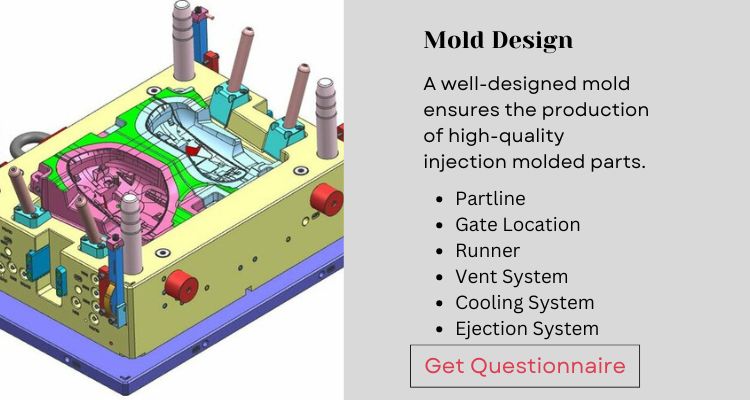 Mold Design
A well-designed mold
ensures the production
of high-quality
injection molded parts.
• Partline
• Gate Location
• Runner
• Vent System
• Cooling System
• Ejection System
Get Questionnaire